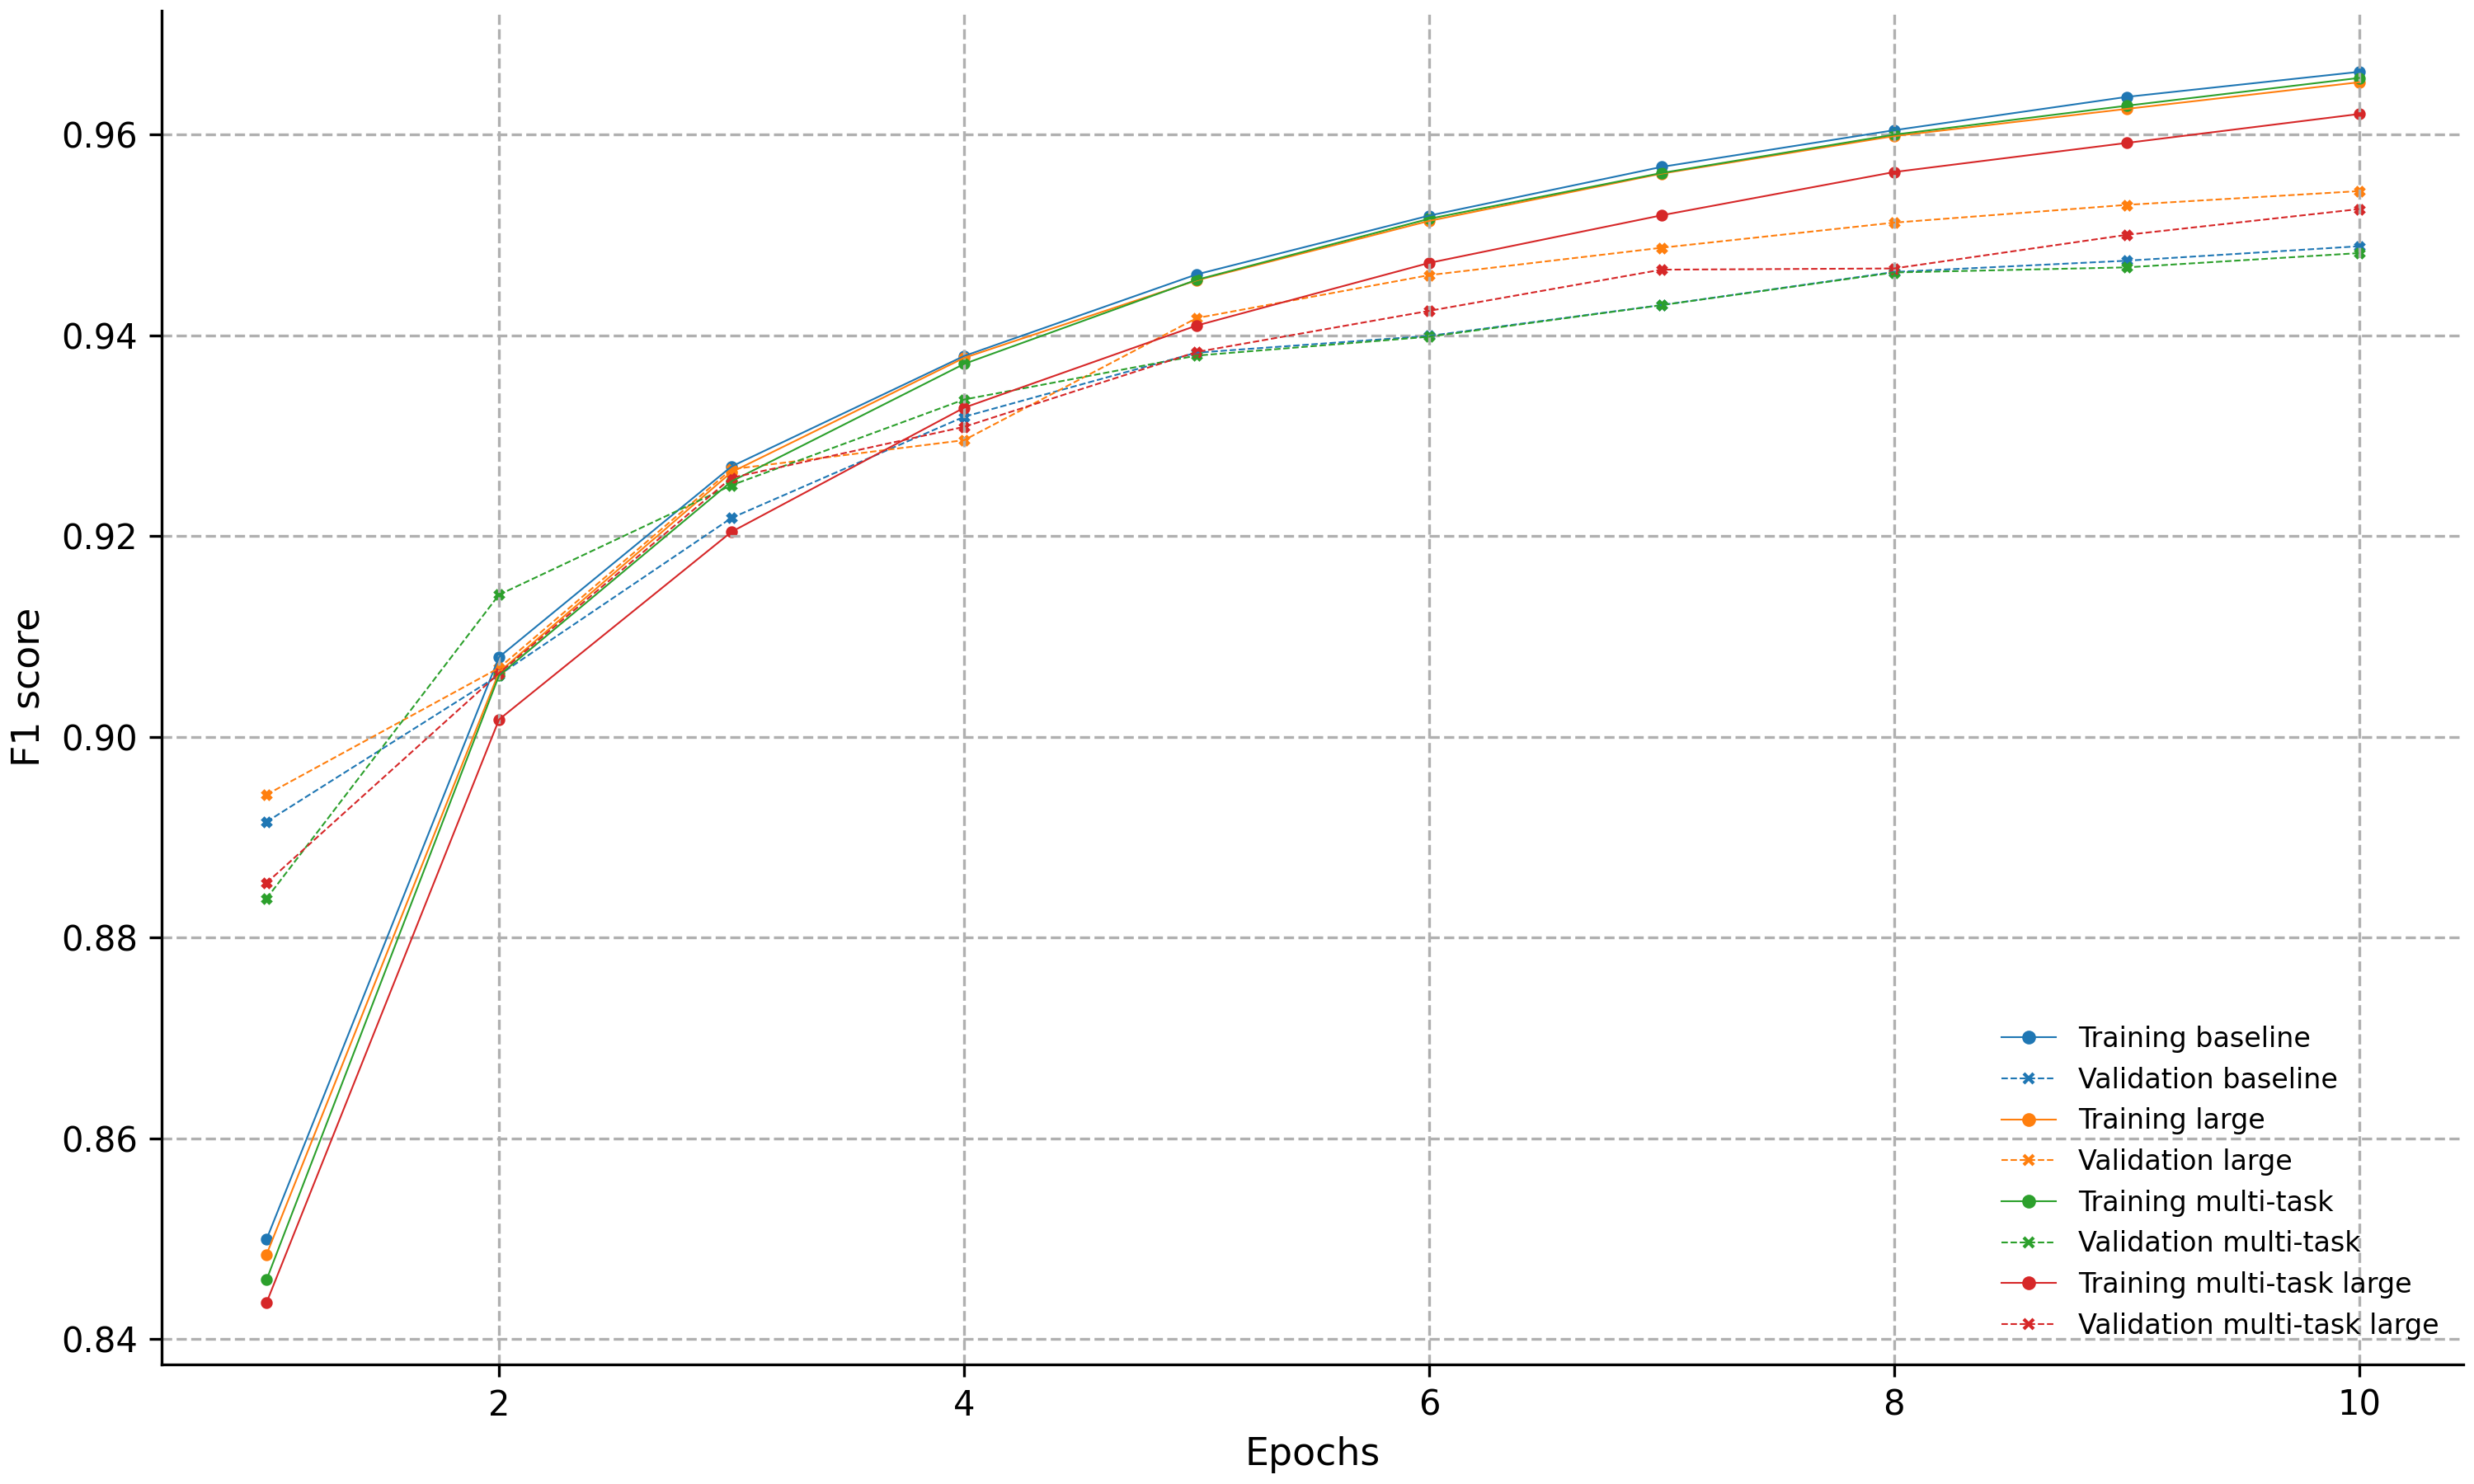 0.96
0.94
0.92
0.90
0.88
0.86
0.84
F1 score
2 4 6 8 10
Epochs
Training baseline
Validation baseline
Training large
Validation large
Training multi-task
Validation multi-task
Training multi-task large
Validation multi-task large